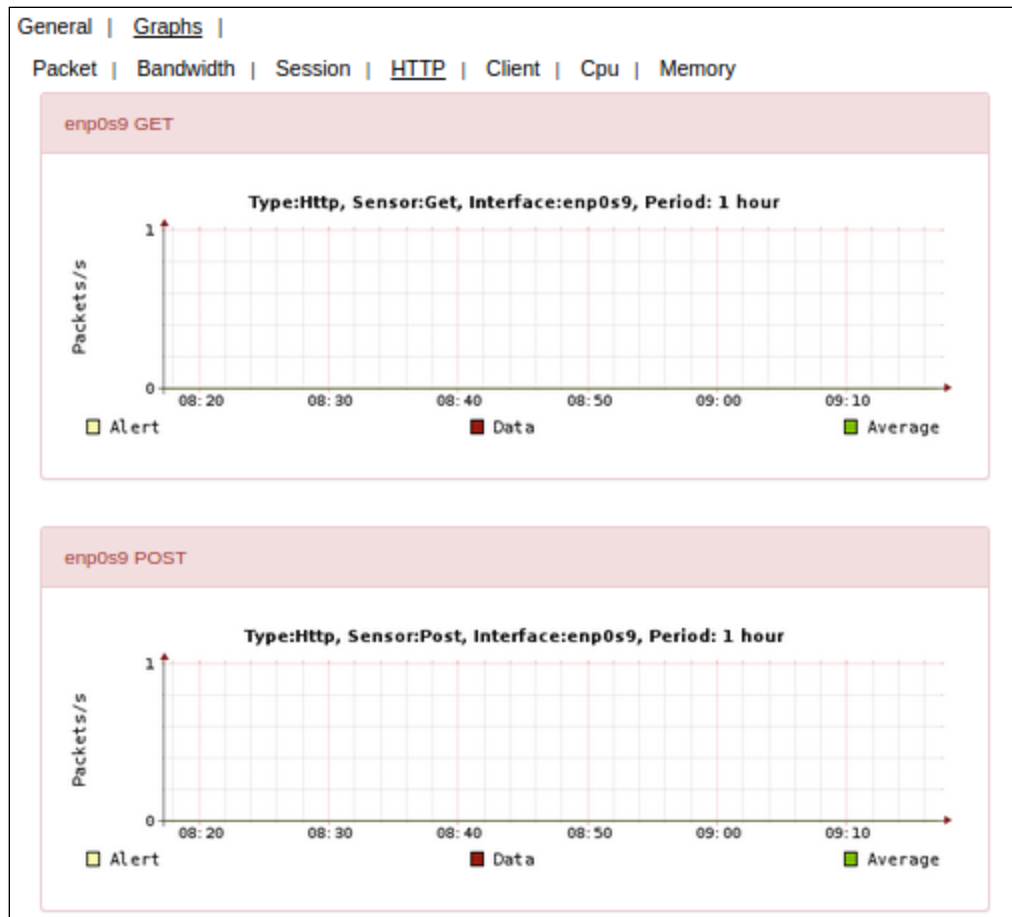 General | Graphs |
Packet | Bandwidth | Session | HTTP | Client | Cpu | Memory
enp0s9 GET
Type:Http, Sensor:Get, Interface:enp0s9, Period: 1 hour
1
Packets/s
0
08:20 08:30 08:40 08:50 09:00 09:10
Alert Data Average
enp0s9 POST
Type:Http, Sensor:Post, Interface:enp0s9, Period: 1 hour
1
Packets/s
0
08:20 08:30 08:40 08:50 09:00 09:10
Alert Data Average